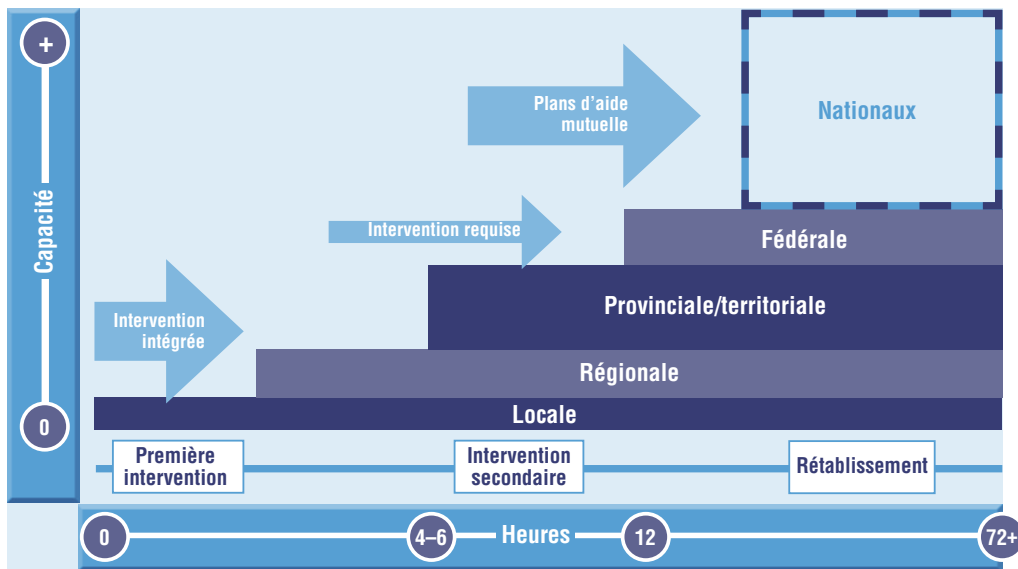 +
Capacité
0
Plans d'aide
mutuelle
Nationaux
Intervention requise
Fédérale
Intervention
intégrée
Provinciale/territoriale
Régionale
Locale
Première
intervention
Intervention
secondaire
Rétablissement
0
4–6
Heures
12
72+